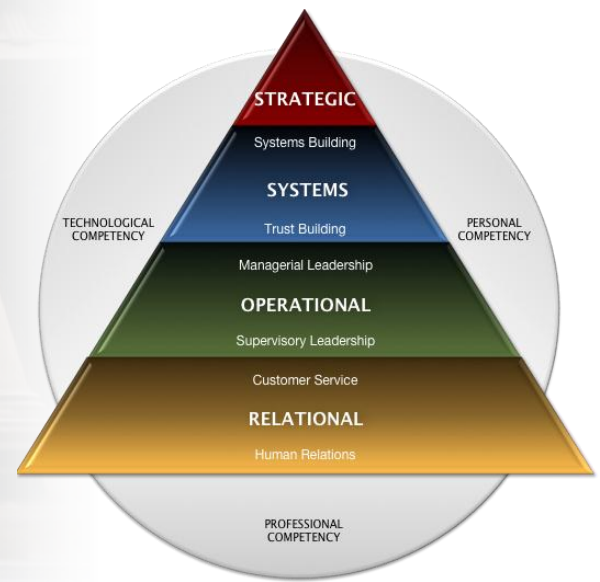 STRATEGIC
Systems Building
SYSTEMS
TECHNOLOGICAL
COMPETENCY
PERSONAL
COMPETENCY
Trust Building
Managerial Leadership
OPERATIONAL
Supervisory Leadership
Customer Service
RELATIONAL
Human Relations
PROFESSIONAL
COMPETENCY